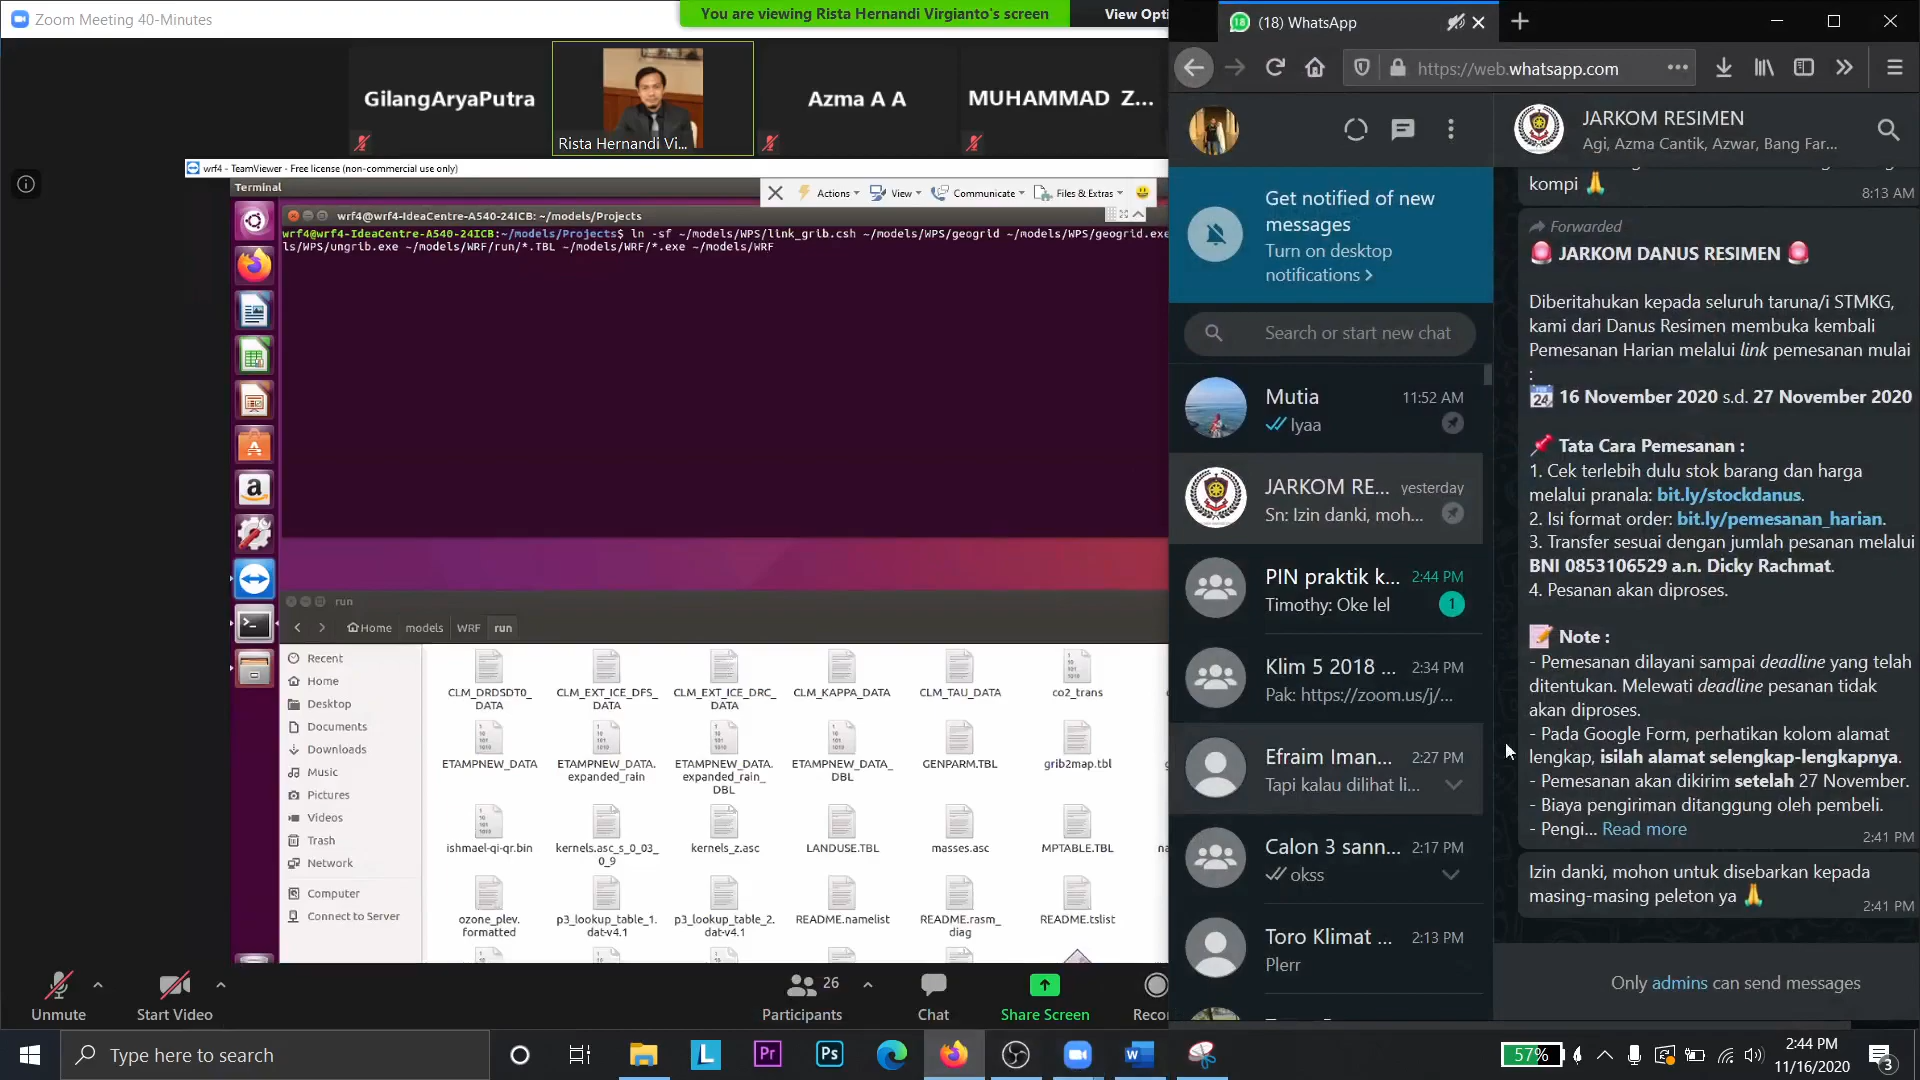 Zoom Meeting 40-Minutes
You are viewing Rista Hernandi Virgianto's screen
View Opti
GilangAryaPutra
Rista Hernandi Vi...
Azma A A
MUHAMMAD Z...
wrf4 - TeamViewer - Free license (non-commercial use only)
Terminal
Actions
View
Communicate
Files & Extras
wrf4@wrf4-IdeaCentre-A540-24ICB: ~/models/Projects
wrf4@wrf4-IdeaCentre-A540-24ICB:~/models/Projects$ ln -sf ~/models/WPS/link_grib.csh ~/models/WPS/geogrid ~/models/WPS/geogrid.exe
ls/WPS/ungrib.exe ~/models/WRF/run/*.TBL ~/models/WRF/*.exe ~/models/WRF
run
Home
models
WRF
run
Recent
Home
Desktop
Documents
Downloads
Music
Pictures
Videos
Trash
Network
Computer
Connect to Server
CLM_DRDSDT0_
DATA
CLM_EXT_ICE_DFS_
DATA
CLM_EXT_ICE_DRC_
DATA
CLM_KAPPA_DATA
CLM_TAU_DATA
co2_trans
ETAMPNEW_DATA
ETAMPNEW_DATA.
expanded_rain
ETAMPNEW_DATA.
expanded_rain_
DBL
ETAMPNEW_DATA_
DBL
GENPARM.TBL
grib2map.tbl
ishmael-qi-qr.bin
kernels.asc_s_0_03_
0_9
kernels_z.asc
LANDUSE.TBL
masses.asc
MPTABLE.TBL
ozone_plev.
formatted
p3_lookup_table_1.
dat-v4.1
p3_lookup_table_2.
dat-v4.1
README.namelist
README.rasm_
diag
README.tslist
Unmute
Start Video
26
Participants
Chat
Share Screen
Recor
(18) WhatsApp
https://web.whatsapp.com
Get notified of new
messages
Turn on desktop
notifications >
Search or start new chat
Mutia
11:52 AM
Iyaa
JARKOM RE...
yesterday
Sn: Izin danki, moh...
PIN praktik k...
2:44 PM
Timothy: Oke lel
1
Klim 5 2018 ...
2:34 PM
Pak: https://zoom.us/j/...
Efraim Iman...
2:27 PM
Tapi kalau dilihat li...
Calon 3 sann...
2:17 PM
okss
Toro Klimat ...
2:13 PM
Plerr
JARKOM RESIMEN
Agi, Azma Cantik, Azwar, Bang Far...
kompi 🙏
8:13 AM
Forwarded
🚨 JARKOM DANUS RESIMEN 🚨
Diberitahukan kepada seluruh taruna/i STMKG,
kami dari Danus Resimen membuka kembali
Pemesanan Harian melalui link pemesanan mulai
:
📆 16 November 2020 s.d. 27 November 2020
📌 Tata Cara Pemesanan :
1. Cek terlebih dulu stok barang dan harga
melalui pranala: bit.ly/stockdanus.
2. Isi format order: bit.ly/pemesanan_harian.
3. Transfer sesuai dengan jumlah pesanan melalui
BNI 0853106529 a.n. Dicky Rachmat.
4. Pesanan akan diproses.
📝 Note :
- Pemesanan dilayani sampai deadline yang telah
ditentukan. Melewati deadline pesanan tidak
akan diproses.
- Pada Google Form, perhatikan kolom alamat
lengkap, isilah alamat selengkap-lengkapnya.
- Pemesanan akan dikirim setelah 27 November.
- Biaya pengiriman ditanggung oleh pembeli.
- Pengi... Read more
2:41 PM
Izin danki, mohon untuk disebarkan kepada
masing-masing peleton ya 🙏
2:41 PM
Only admins can send messages
Type here to search
57%
2:44 PM
11/16/2020
3